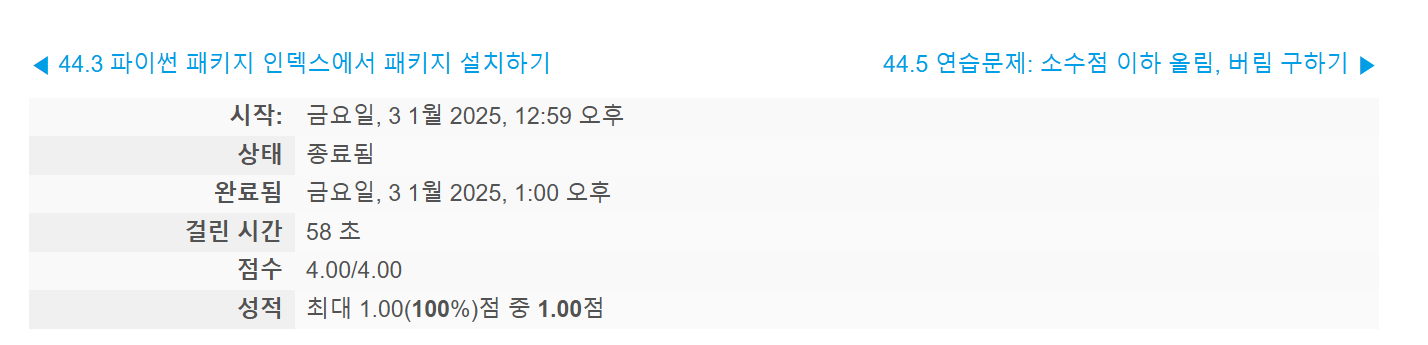 ◀ 44.3 파이썬 패키지 인덱스에서 패키지 설치하기 44.5 연습문제: 소수점 이하 올림, 버림 구하기 ▶
시작: 금요일, 3 1월 2025, 12:59 오후
상태 종료됨
완료됨 금요일, 3 1월 2025, 1:00 오후
걸린 시간 58 초
점수 4.00/4.00
성적 최대 1.00(100%)점 중 1.00점